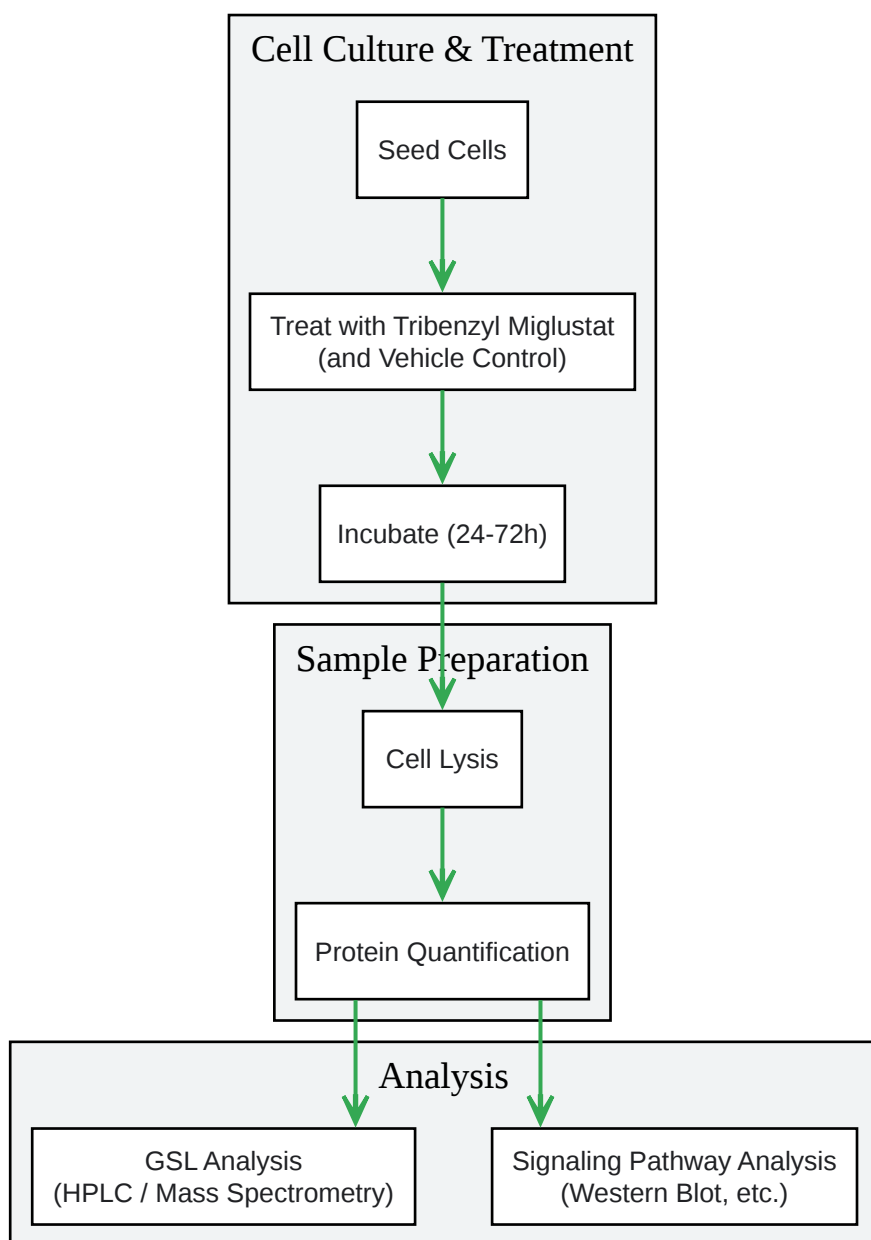 Cell Culture & Treatment
Seed Cells
Treat with Tribenzyl Miglustat
(and Vehicle Control)
Incubate (24-72h)
Sample Preparation
Cell Lysis
Protein Quantification
Analysis
GSL Analysis
(HPLC / Mass Spectrometry)
Signaling Pathway Analysis
(Western Blot, etc.)